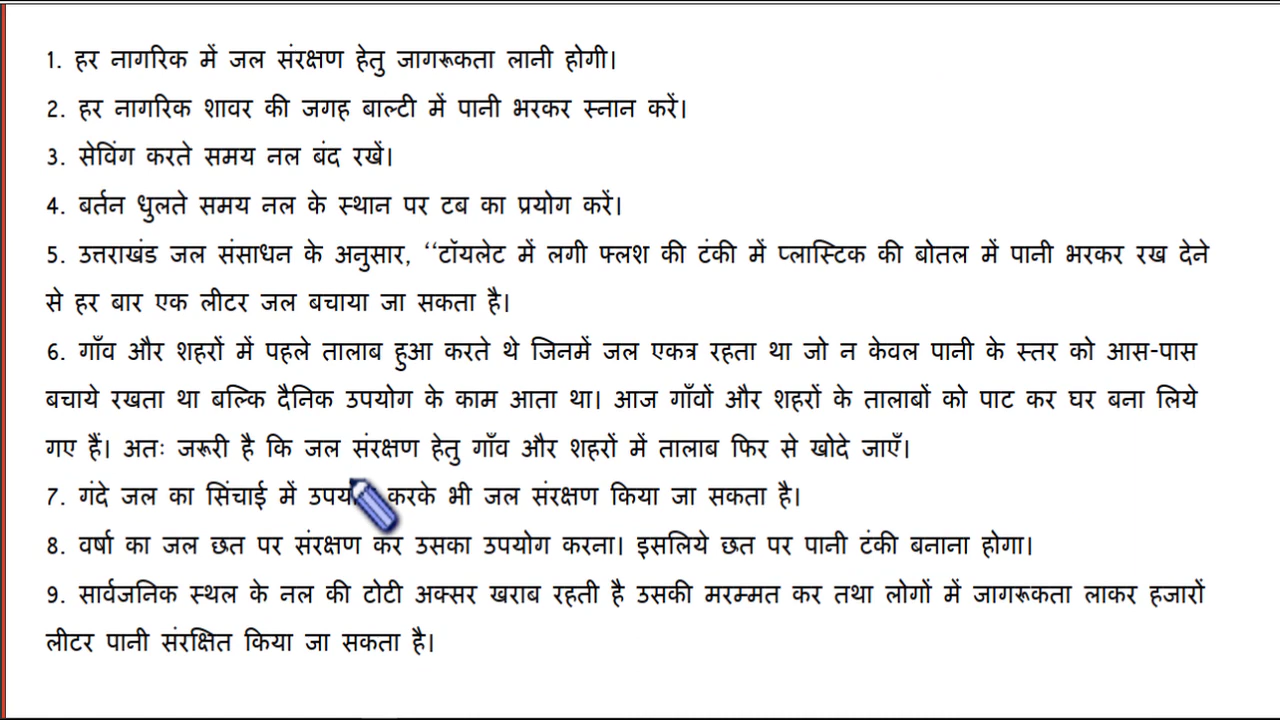 1. हर नागरिक में जल संरक्षण हेतु जागरूकता लानी होगी।
2. हर नागरिक शावर की जगह बाल्टी में पानी भरकर स्नान करें।
3. सेविंग करते समय नल बंद रखें।
4. बर्तन धुलते समय नल के स्थान पर टब का प्रयोग करें।
5. उत्तराखंड जल संसाधन के अनुसार, ‘‘टॉयलेट में लगी फ्लश की टंकी में प्लास्टिक की बोतल में पानी भरकर रख देने
से हर बार एक लीटर जल बचाया जा सकता है।
6. गाँव और शहरों में पहले तालाब हुआ करते थे जिनमें जल एकत्र रहता था जो न केवल पानी के स्तर को आस-पास
बचाये रखता था बल्कि दैनिक उपयोग के काम आता था। आज गाँवों और शहरों के तालाबों को पाट कर घर बना लिये
गए हैं। अतः जरूरी है कि जल संरक्षण हेतु गाँव और शहरों में तालाब फिर से खोदे जाएँ।
7. गंदे जल का सिंचाई में करके भी जल संरक्षण किया जा सकता है।
8. वर्षा का जल छत पर संरक्षण कर उसका उपयोग करना। इसलिये छत पर पानी टंकी बनाना होगा।
9. सार्वजनिक स्थल के नल की टोटी अक्सर खराब रहती है उसकी मरम्मत कर तथा लोगों में जागरूकता लाकर हजारों
लीटर पानी संरक्षित किया जा सकता है।